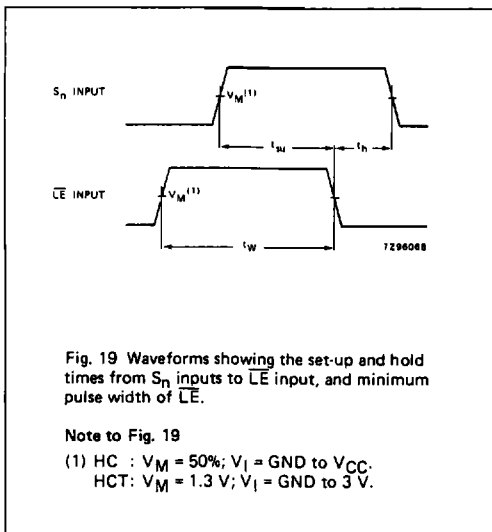 Sn INPUT
VM(1)
tsu
th
LE INPUT
VM(1)
tW
7Z96068
Fig. 19 Waveforms showing the set-up and hold
times from Sn inputs to LE input, and minimum
pulse width of LE.
Note to Fig. 19
(1) HC : VM = 50%; VI = GND to VCC.
HCT: VM = 1.3 V; VI = GND to 3 V.